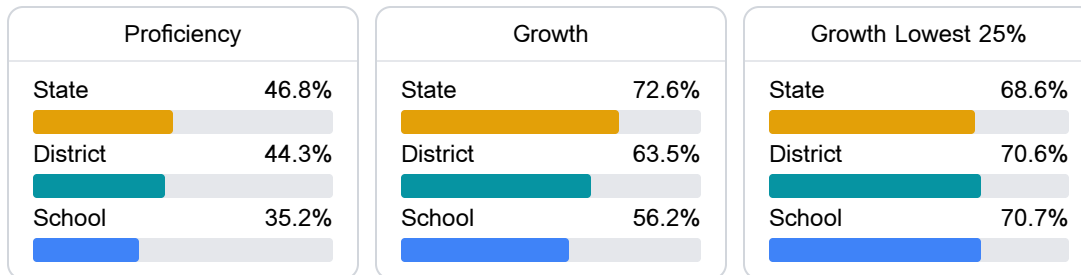 Proficiency
State 46.8%
District 44.3%
School 35.2%
Growth
State 72.6%
District 63.5%
School 56.2%
Growth Lowest 25%
State 68.6%
District 70.6%
School 70.7%